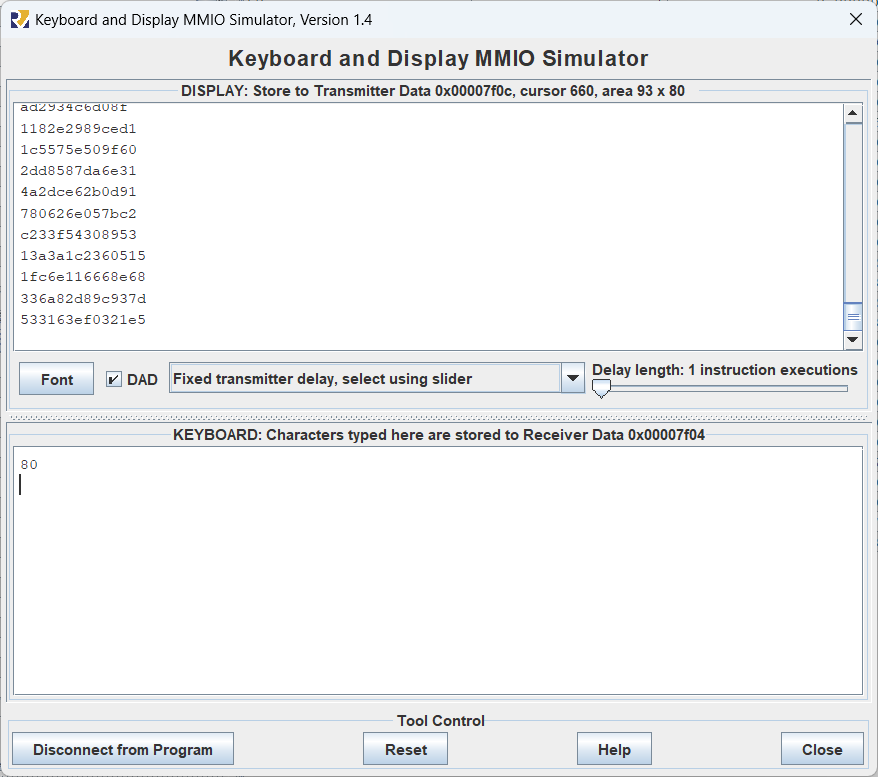 Keyboard and Display MMIO Simulator, Version 1.4
Keyboard and Display MMIO Simulator
DISPLAY: Store to Transmitter Data 0x00007f0c, cursor 660, area 93 x 80
ad2934c6d08f
1182e2989ced1
1c5575e509f60
2dd8587da6e31
4a2dce62b0d91
780626e057bc2
c233f54308953
13a3a1c2360515
1fc6e116668e68
336a82d89c937d
533163ef0321e5
Font
DAD
Fixed transmitter delay, select using slider
Delay length: 1 instruction executions
KEYBOARD: Characters typed here are stored to Receiver Data 0x00007f04
80
Tool Control
Disconnect from Program
Reset
Help
Close